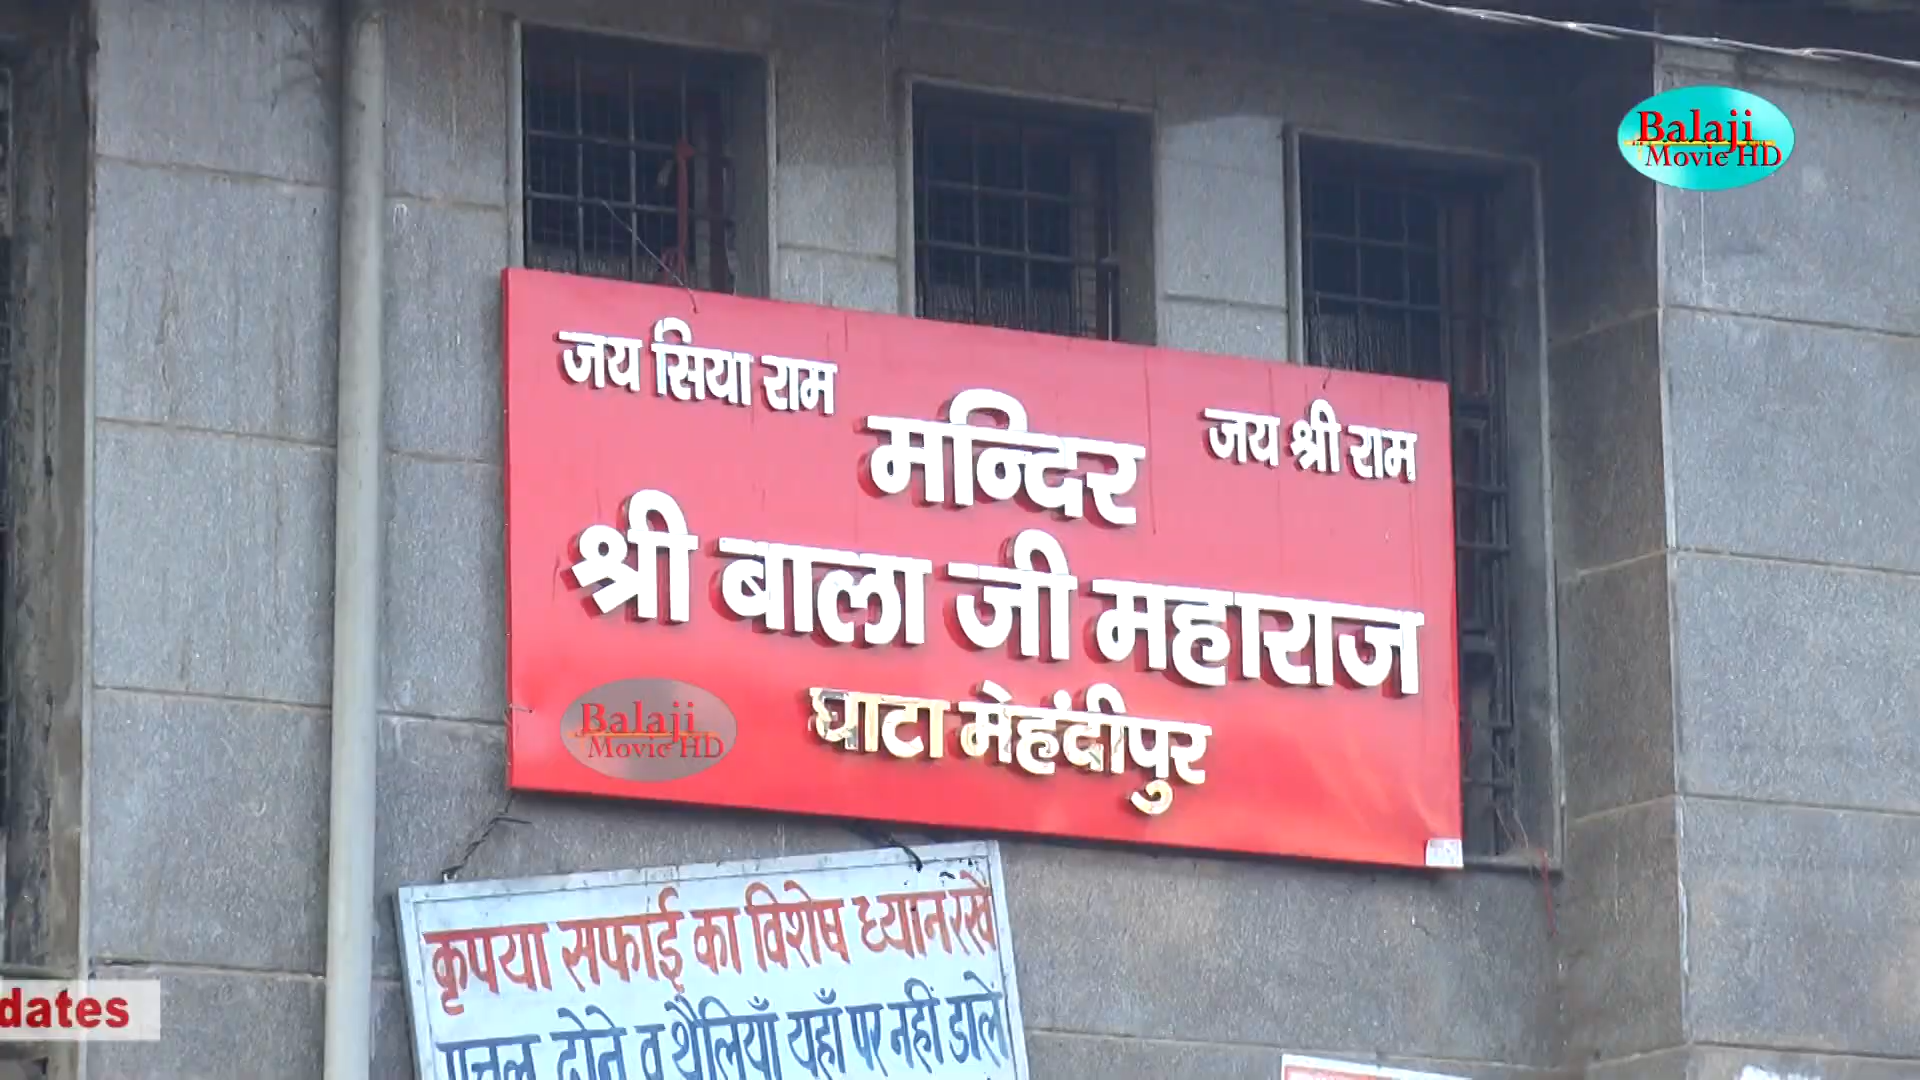 Balaji
Movie HD
जय सिया राम
जय श्री राम
मन्दिर
श्री बाला जी महाराज
घाटा मेहंदीपुर
Balaji
Movie HD
कृपया सफाई का विशेष ध्यान रखें
पत्तल दोने व थैलियाँ यहाँ पर नहीं डालें
dates